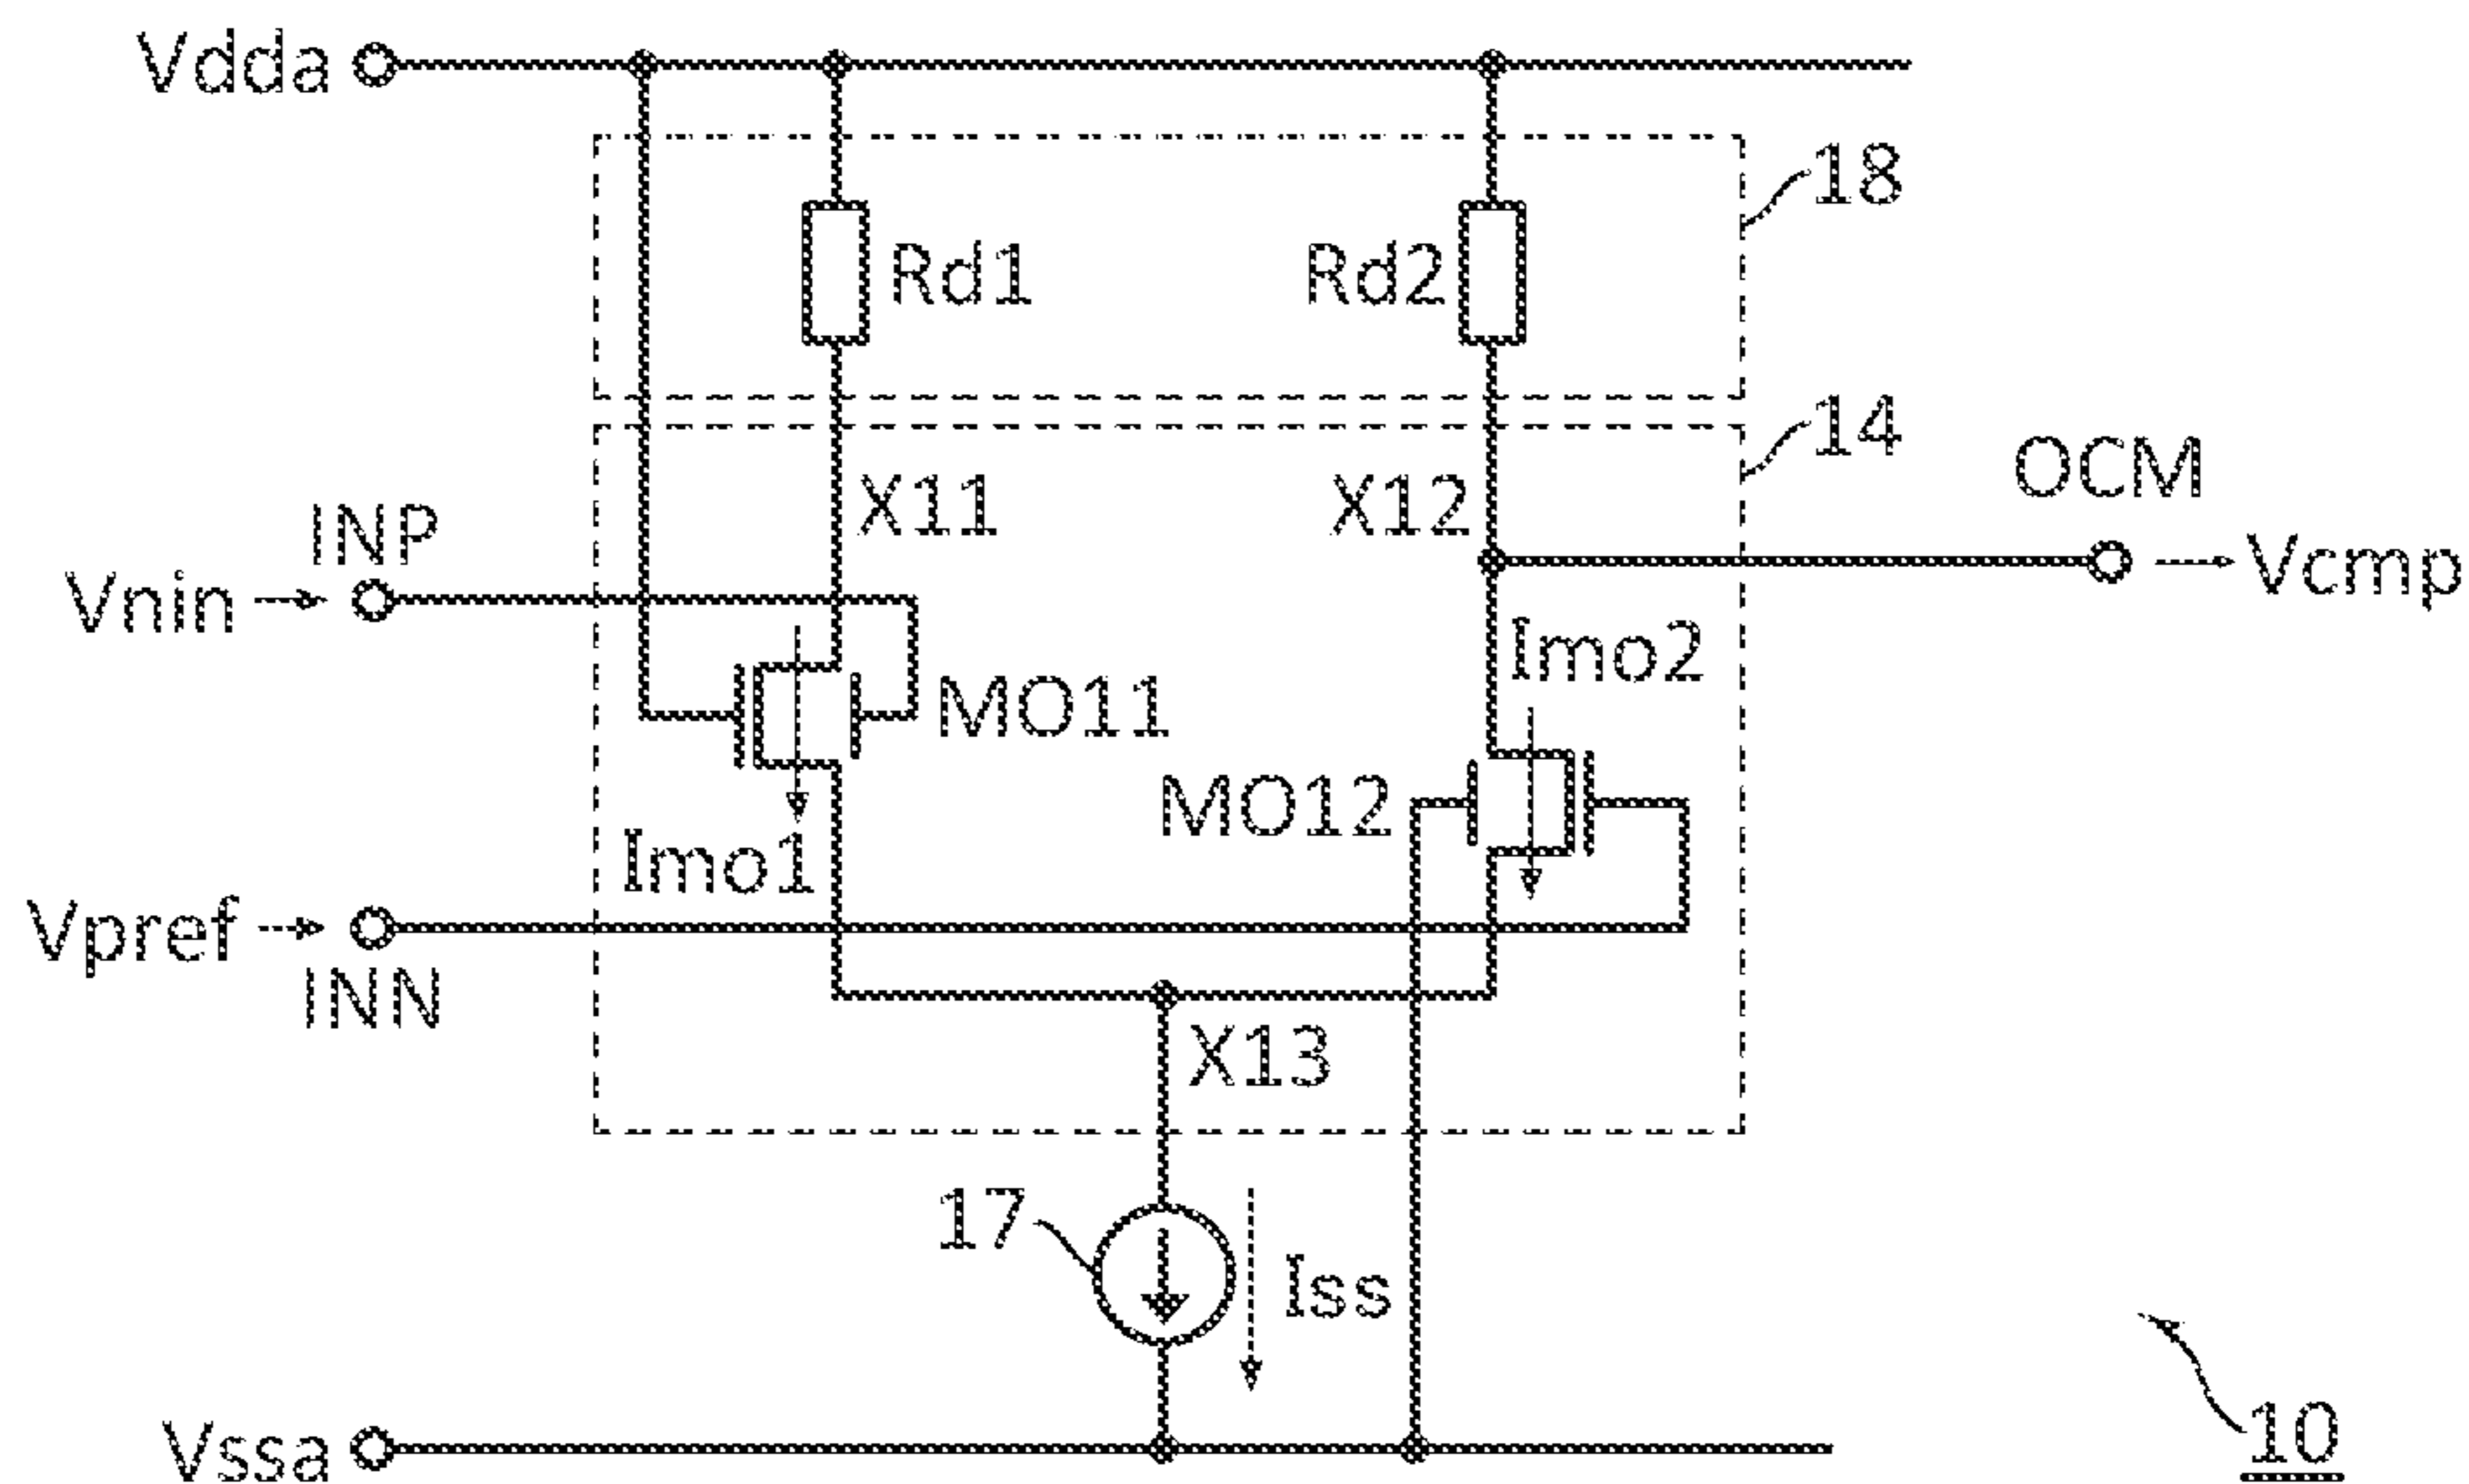 Vdda
18
Rd1
Rd2
14
X11
X12
OCM
INP
Vnin
Vcmp
Imo2
MO11
MO12
Imo1
Vpref
INN
X13
17
Iss
Vssa
10